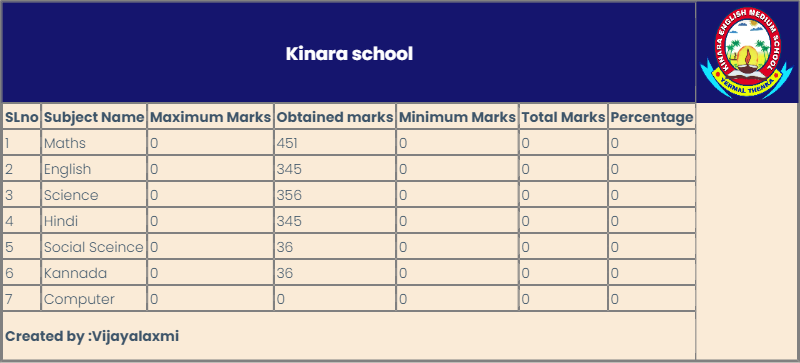 Kinara school
KINARA ENGLISH MEDIUM SCHOOL
YERMAL THENKA
SLno Subject Name Maximum Marks Obtained marks Minimum Marks Total Marks Percentage
1 Maths 0 451 0 0 0
2 English 0 345 0 0 0
3 Science 0 356 0 0 0
4 Hindi 0 345 0 0 0
5 Social Sceince 0 36 0 0 0
6 Kannada 0 36 0 0 0
7 Computer 0 0 0 0 0
Created by :Vijayalaxmi